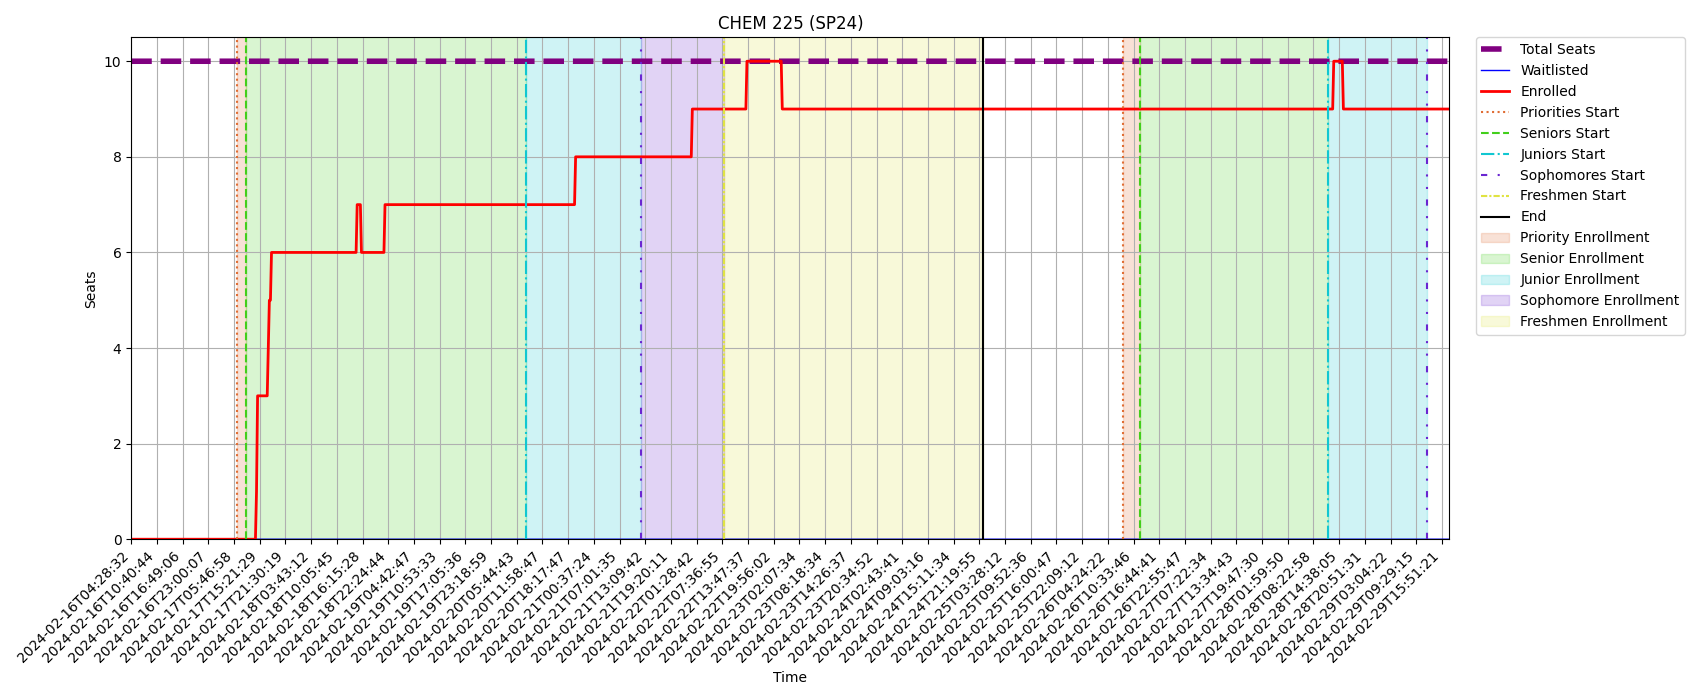 CHEM 225 (SP24)
10
8
6
4
2
0
Seats
2024-02-16T04:28:32
2024-02-16T10:40:44
2024-02-16T16:49:06
2024-02-16T23:00:07
2024-02-17T05:46:58
2024-02-17T15:21:29
2024-02-17T21:30:19
2024-02-18T03:43:12
2024-02-18T10:05:45
2024-02-18T16:15:28
2024-02-18T22:24:44
2024-02-19T04:42:47
2024-02-19T10:53:33
2024-02-19T17:05:36
2024-02-19T23:18:59
2024-02-20T05:44:43
2024-02-20T11:58:47
2024-02-20T18:17:47
2024-02-21T00:37:24
2024-02-21T07:01:35
2024-02-21T13:09:42
2024-02-21T19:20:11
2024-02-22T01:28:42
2024-02-22T07:36:55
2024-02-22T13:47:37
2024-02-22T19:56:02
2024-02-23T02:07:34
2024-02-23T08:18:34
2024-02-23T14:26:37
2024-02-23T20:34:52
2024-02-24T02:43:41
2024-02-24T09:03:16
2024-02-24T15:11:34
2024-02-24T21:19:55
2024-02-25T03:28:12
2024-02-25T09:52:36
2024-02-25T16:00:47
2024-02-25T22:09:12
2024-02-26T04:24:22
2024-02-26T10:33:46
2024-02-26T16:44:41
2024-02-26T22:55:47
2024-02-27T07:22:34
2024-02-27T13:34:43
2024-02-27T19:47:30
2024-02-28T01:59:50
2024-02-28T08:22:58
2024-02-28T14:38:05
2024-02-28T20:51:31
2024-02-29T03:04:22
2024-02-29T09:29:15
2024-02-29T15:51:21
Time
Total Seats
Waitlisted
Enrolled
Priorities Start
Seniors Start
Juniors Start
Sophomores Start
Freshmen Start
End
Priority Enrollment
Senior Enrollment
Junior Enrollment
Sophomore Enrollment
Freshmen Enrollment